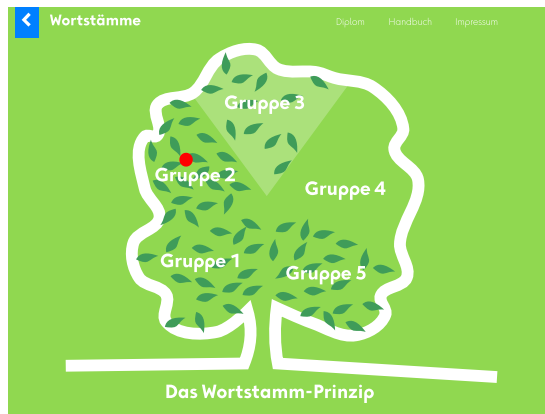 Wortstämme
Diplom Handbuch Impressum
Gruppe 3
Gruppe 2
Gruppe 4
Gruppe 1
Gruppe 5
Das Wortstamm-Prinzip